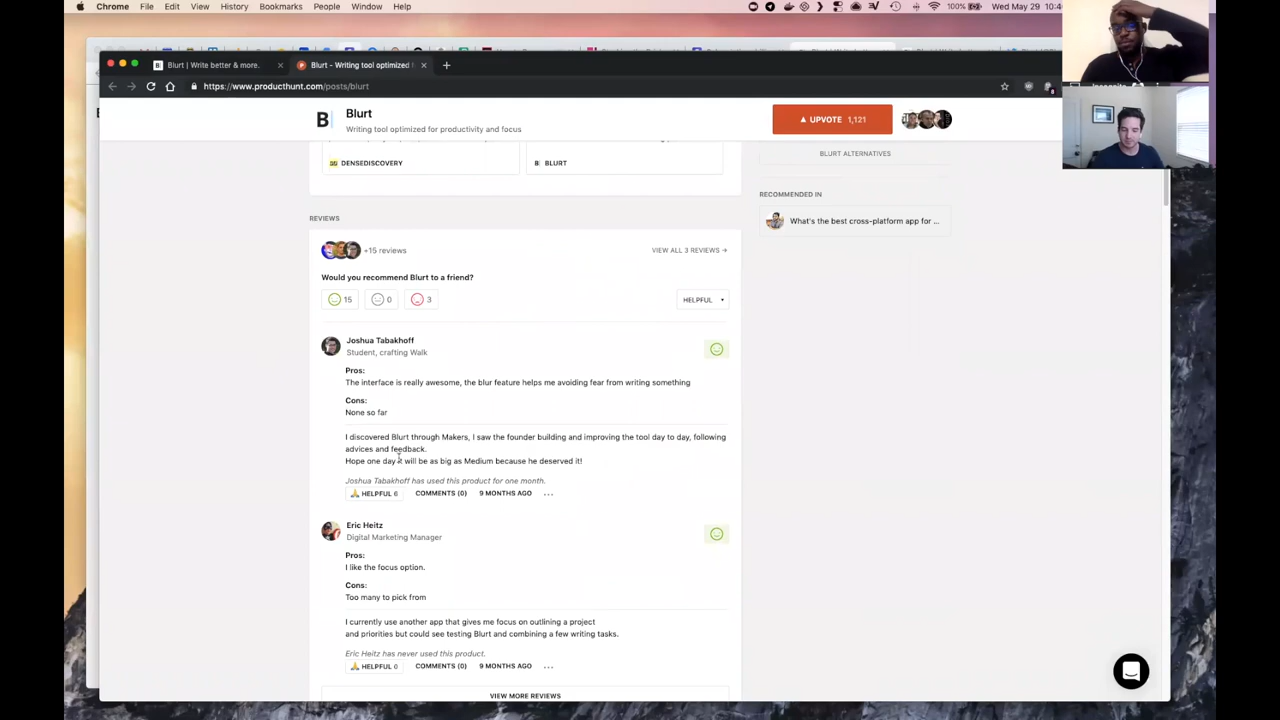 Chrome File Edit View History Bookmarks People Window Help
100%
Wed May 29
Blurt | Write better & more.
Blurt - Writing tool optimized
https://www.producthunt.com/posts/blurt
Blurt
Writing tool optimized for productivity and focus
UPVOTE 1,121
DENSEDISCOVERY
BLURT
BLURT ALTERNATIVES
RECOMMENDED IN
What's the best cross-platform app for ...
REVIEWS
+15 reviews
VIEW ALL 3 REVIEWS →
Would you recommend Blurt to a friend?
15
0
3
HELPFUL
Joshua Tabakhoff
Student, crafting Walk
Pros:
The interface is really awesome, the blur feature helps me avoiding fear from writing something
Cons:
None so far
I discovered Blurt through Makers, I saw the founder building and improving the tool day to day, following
advices and feedback.
Hope one day it will be as big as Medium because he deserved it!
Joshua Tabakhoff has used this product for one month.
HELPFUL 6 COMMENTS (0) 9 MONTHS AGO ...
Eric Heitz
Digital Marketing Manager
Pros:
I like the focus option.
Cons:
Too many to pick from
I currently use another app that gives me focus on outlining a project
and priorities but could see testing Blurt and combining a few writing tasks.
Eric Heitz has never used this product.
HELPFUL 0 COMMENTS (0) 9 MONTHS AGO ...
VIEW MORE REVIEWS